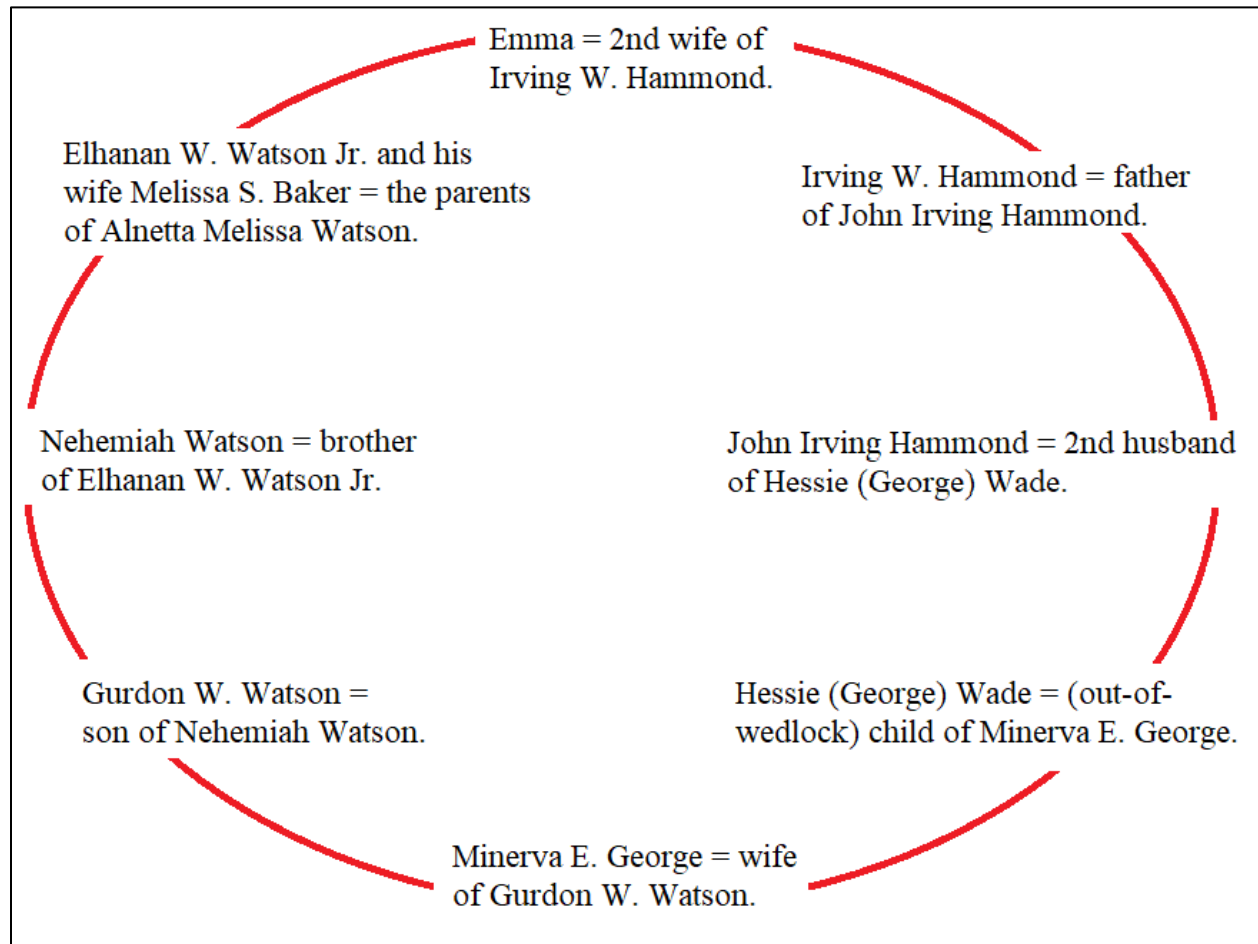 Emma = 2nd wife of
Irving W. Hammond.
Irving W. Hammond = father
of John Irving Hammond.
John Irving Hammond = 2nd husband
of Hessie (George) Wade.
Hessie (George) Wade = (out-of-
wedlock) child of Minerva E. George.
Minerva E. George = wife
of Gurdon W. Watson.
Gurdon W. Watson =
son of Nehemiah Watson.
Nehemiah Watson = brother
of Elhanan W. Watson Jr.
Elhanan W. Watson Jr. and his
wife Melissa S. Baker = the parents
of Alnetta Melissa Watson.